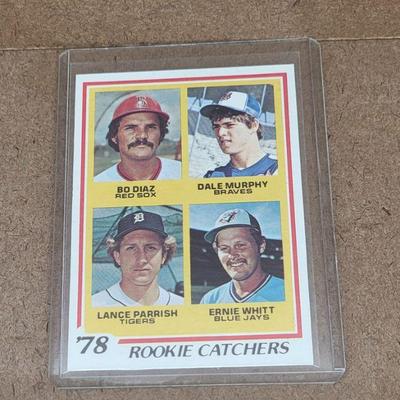 BO DIAZ
RED SOX
DALE MURPHY
BRAVES
LANCE PARRISH
TIGERS
ERNIE WHITT
BLUE JAYS
'78 ROOKIE CATCHERS